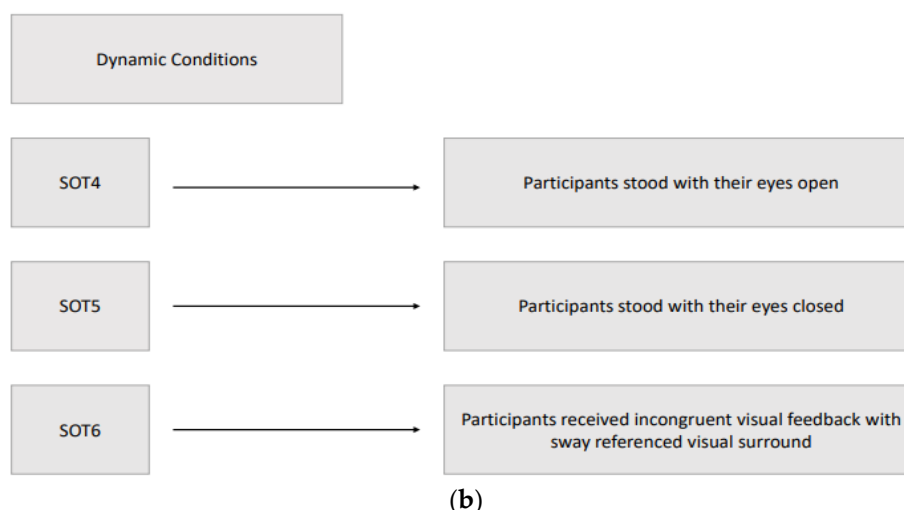 Dynamic Conditions
SOT4
Participants stood with their eyes open
SOT5
Participants stood with their eyes closed
SOT6
Participants received incongruent visual feedback with
sway referenced visual surround
(b)